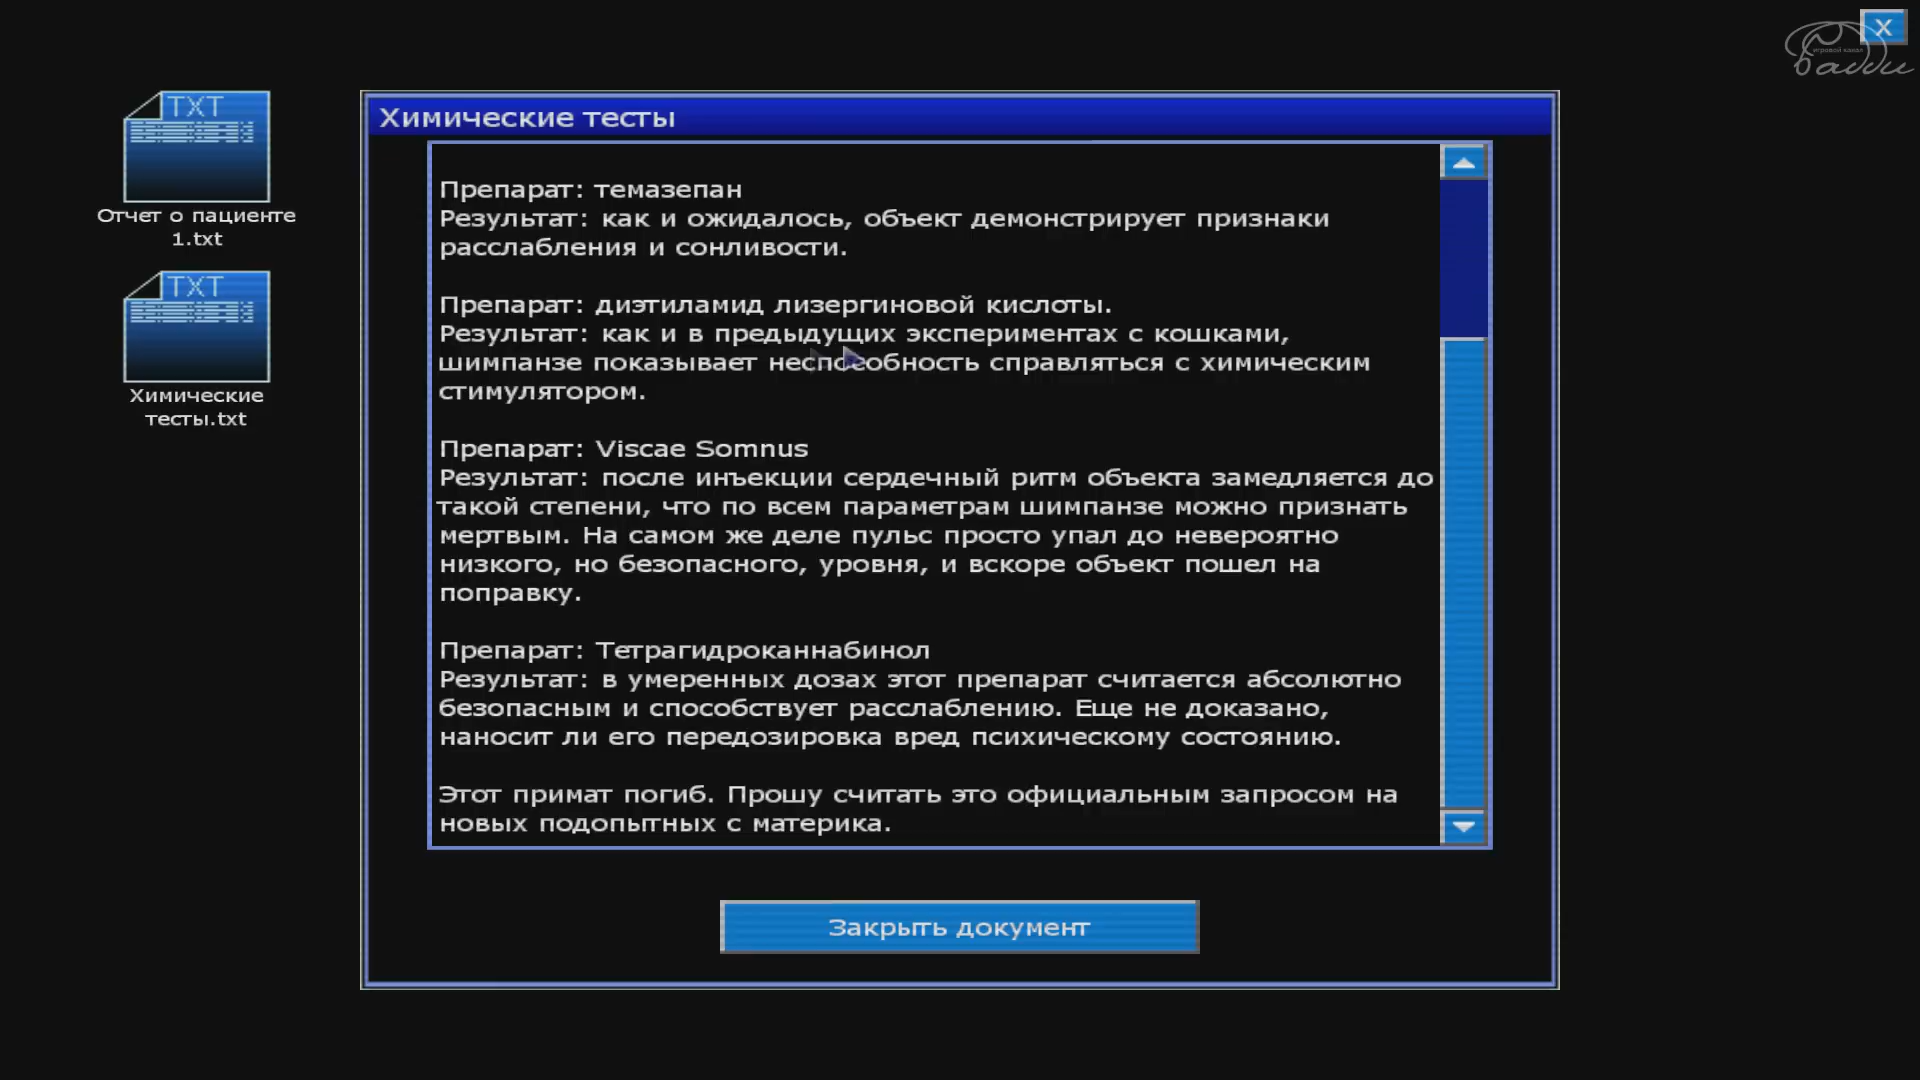 X
игровой канал
Бадди
TXT
Отчет о пациенте
1.txt
TXT
Химические
тесты.txt
Химические тесты
Препарат: темазепан
Результат: как и ожидалось, объект демонстрирует признаки
расслабления и сонливости.
Препарат: диэтиламид лизергиновой кислоты.
Результат: как и в предыдущих экспериментах с кошками,
шимпанзе показывает неспособность справляться с химическим
стимулятором.
Препарат: Viscae Somnus
Результат: после инъекции сердечный ритм объекта замедляется до
такой степени, что по всем параметрам шимпанзе можно признать
мертвым. На самом же деле пульс просто упал до невероятно
низкого, но безопасного, уровня, и вскоре объект пошел на
поправку.
Препарат: Тетрагидроканнабинол
Результат: в умеренных дозах этот препарат считается абсолютно
безопасным и способствует расслаблению. Еще не доказано,
наносит ли его передозировка вред психическому состоянию.
Этот примат погиб. Прошу считать это официальным запросом на
новых подопытных с материка.
Закрыть документ